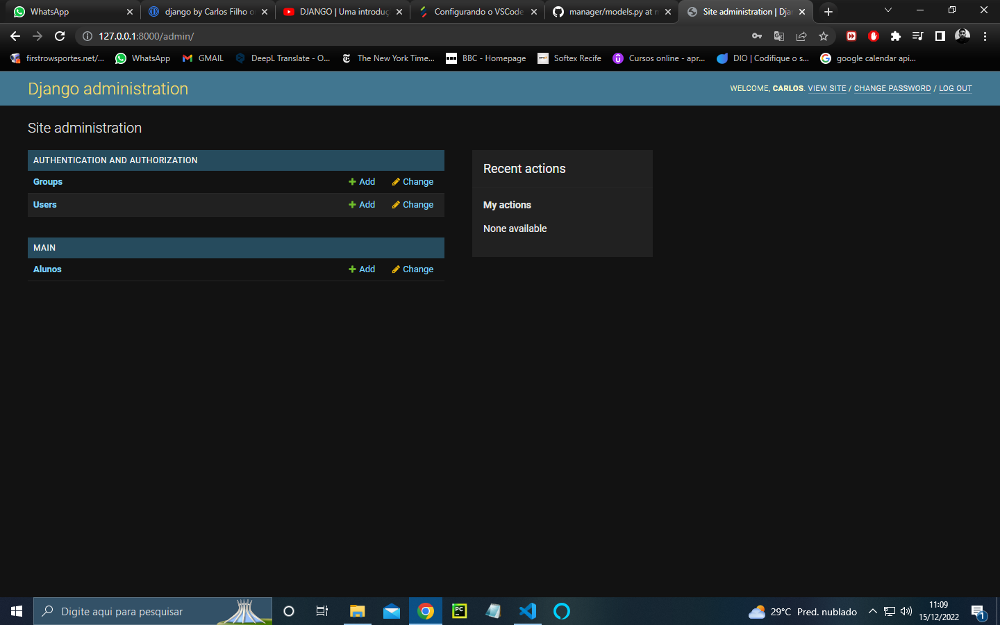 WhatsApp
django by Carlos Filho o
DJANGO | Uma introduç
Configurando o VSCode
manager/models.py at m
Site administration | Dja
127.0.0.1:8000/admin/
firstrowsportes.net/...
WhatsApp
GMAIL
DeepL Translate - O...
The New York Time...
BBC - Homepage
Softex Recife
Cursos online - apr...
DIO | Codifique o s...
google calendar api...
Django administration
WELCOME, CARLOS. VIEW SITE / CHANGE PASSWORD / LOG OUT
Site administration
AUTHENTICATION AND AUTHORIZATION
Groups Add Change
Users Add Change
MAIN
Alunos Add Change
Recent actions
My actions
None available
Digite aqui para pesquisar
PC
29°C Pred. nublado
11:09
15/12/2022
1